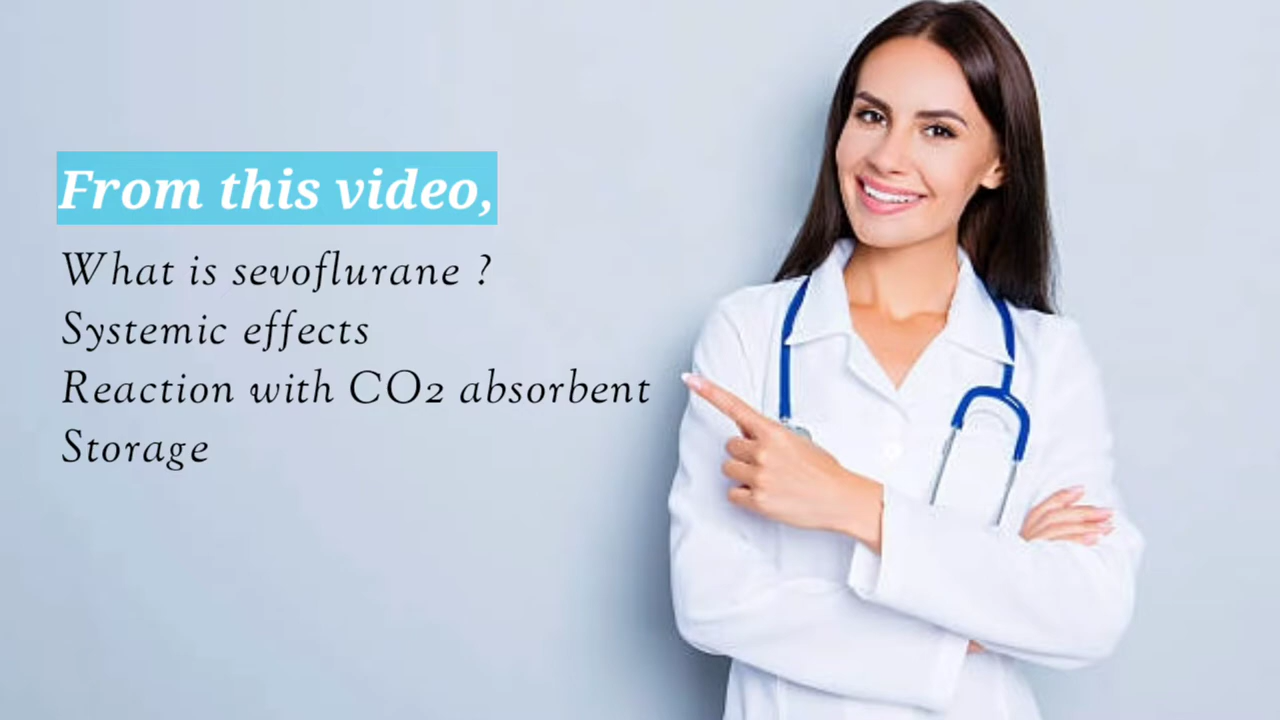 From this video,
What is sevoflurane ?
Systemic effects
Reaction with CO2 absorbent
Storage